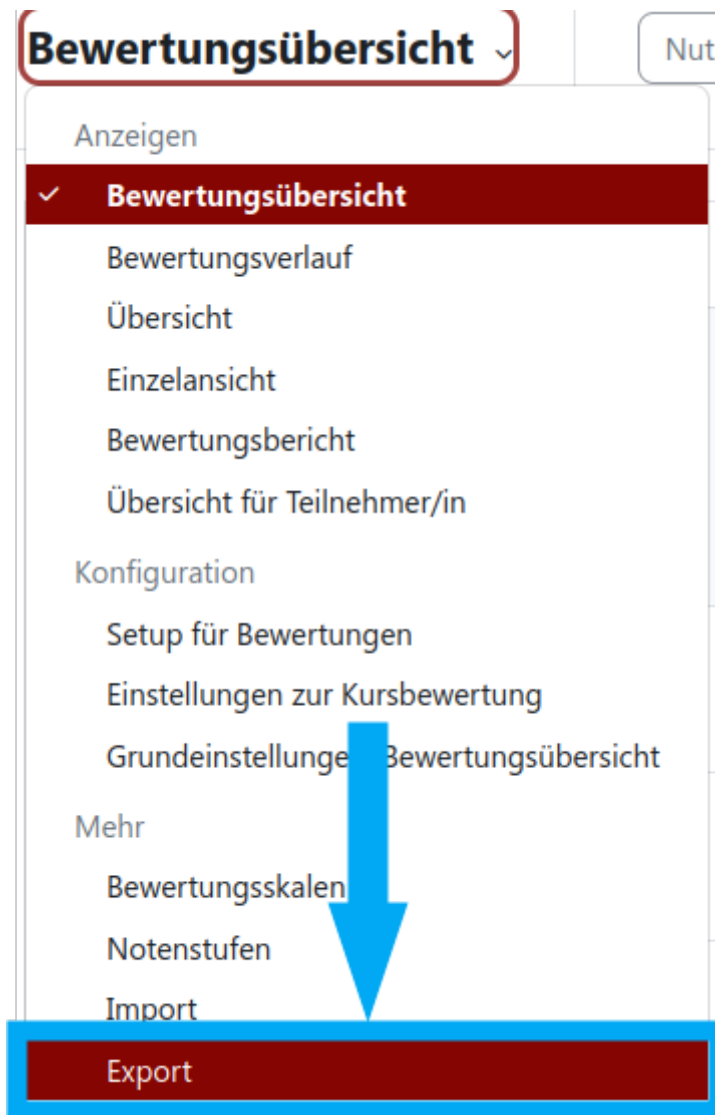 Bewertungsübersicht
Nut
Anzeigen
Bewertungsübersicht
Bewertungsverlauf
Übersicht
Einzelansicht
Bewertungsbericht
Übersicht für Teilnehmer/in
Konfiguration
Setup für Bewertungen
Einstellungen zur Kursbewertung
Grundeinstellungen Bewertungsübersicht
Mehr
Bewertungsskalen
Notenstufen
Import
Export